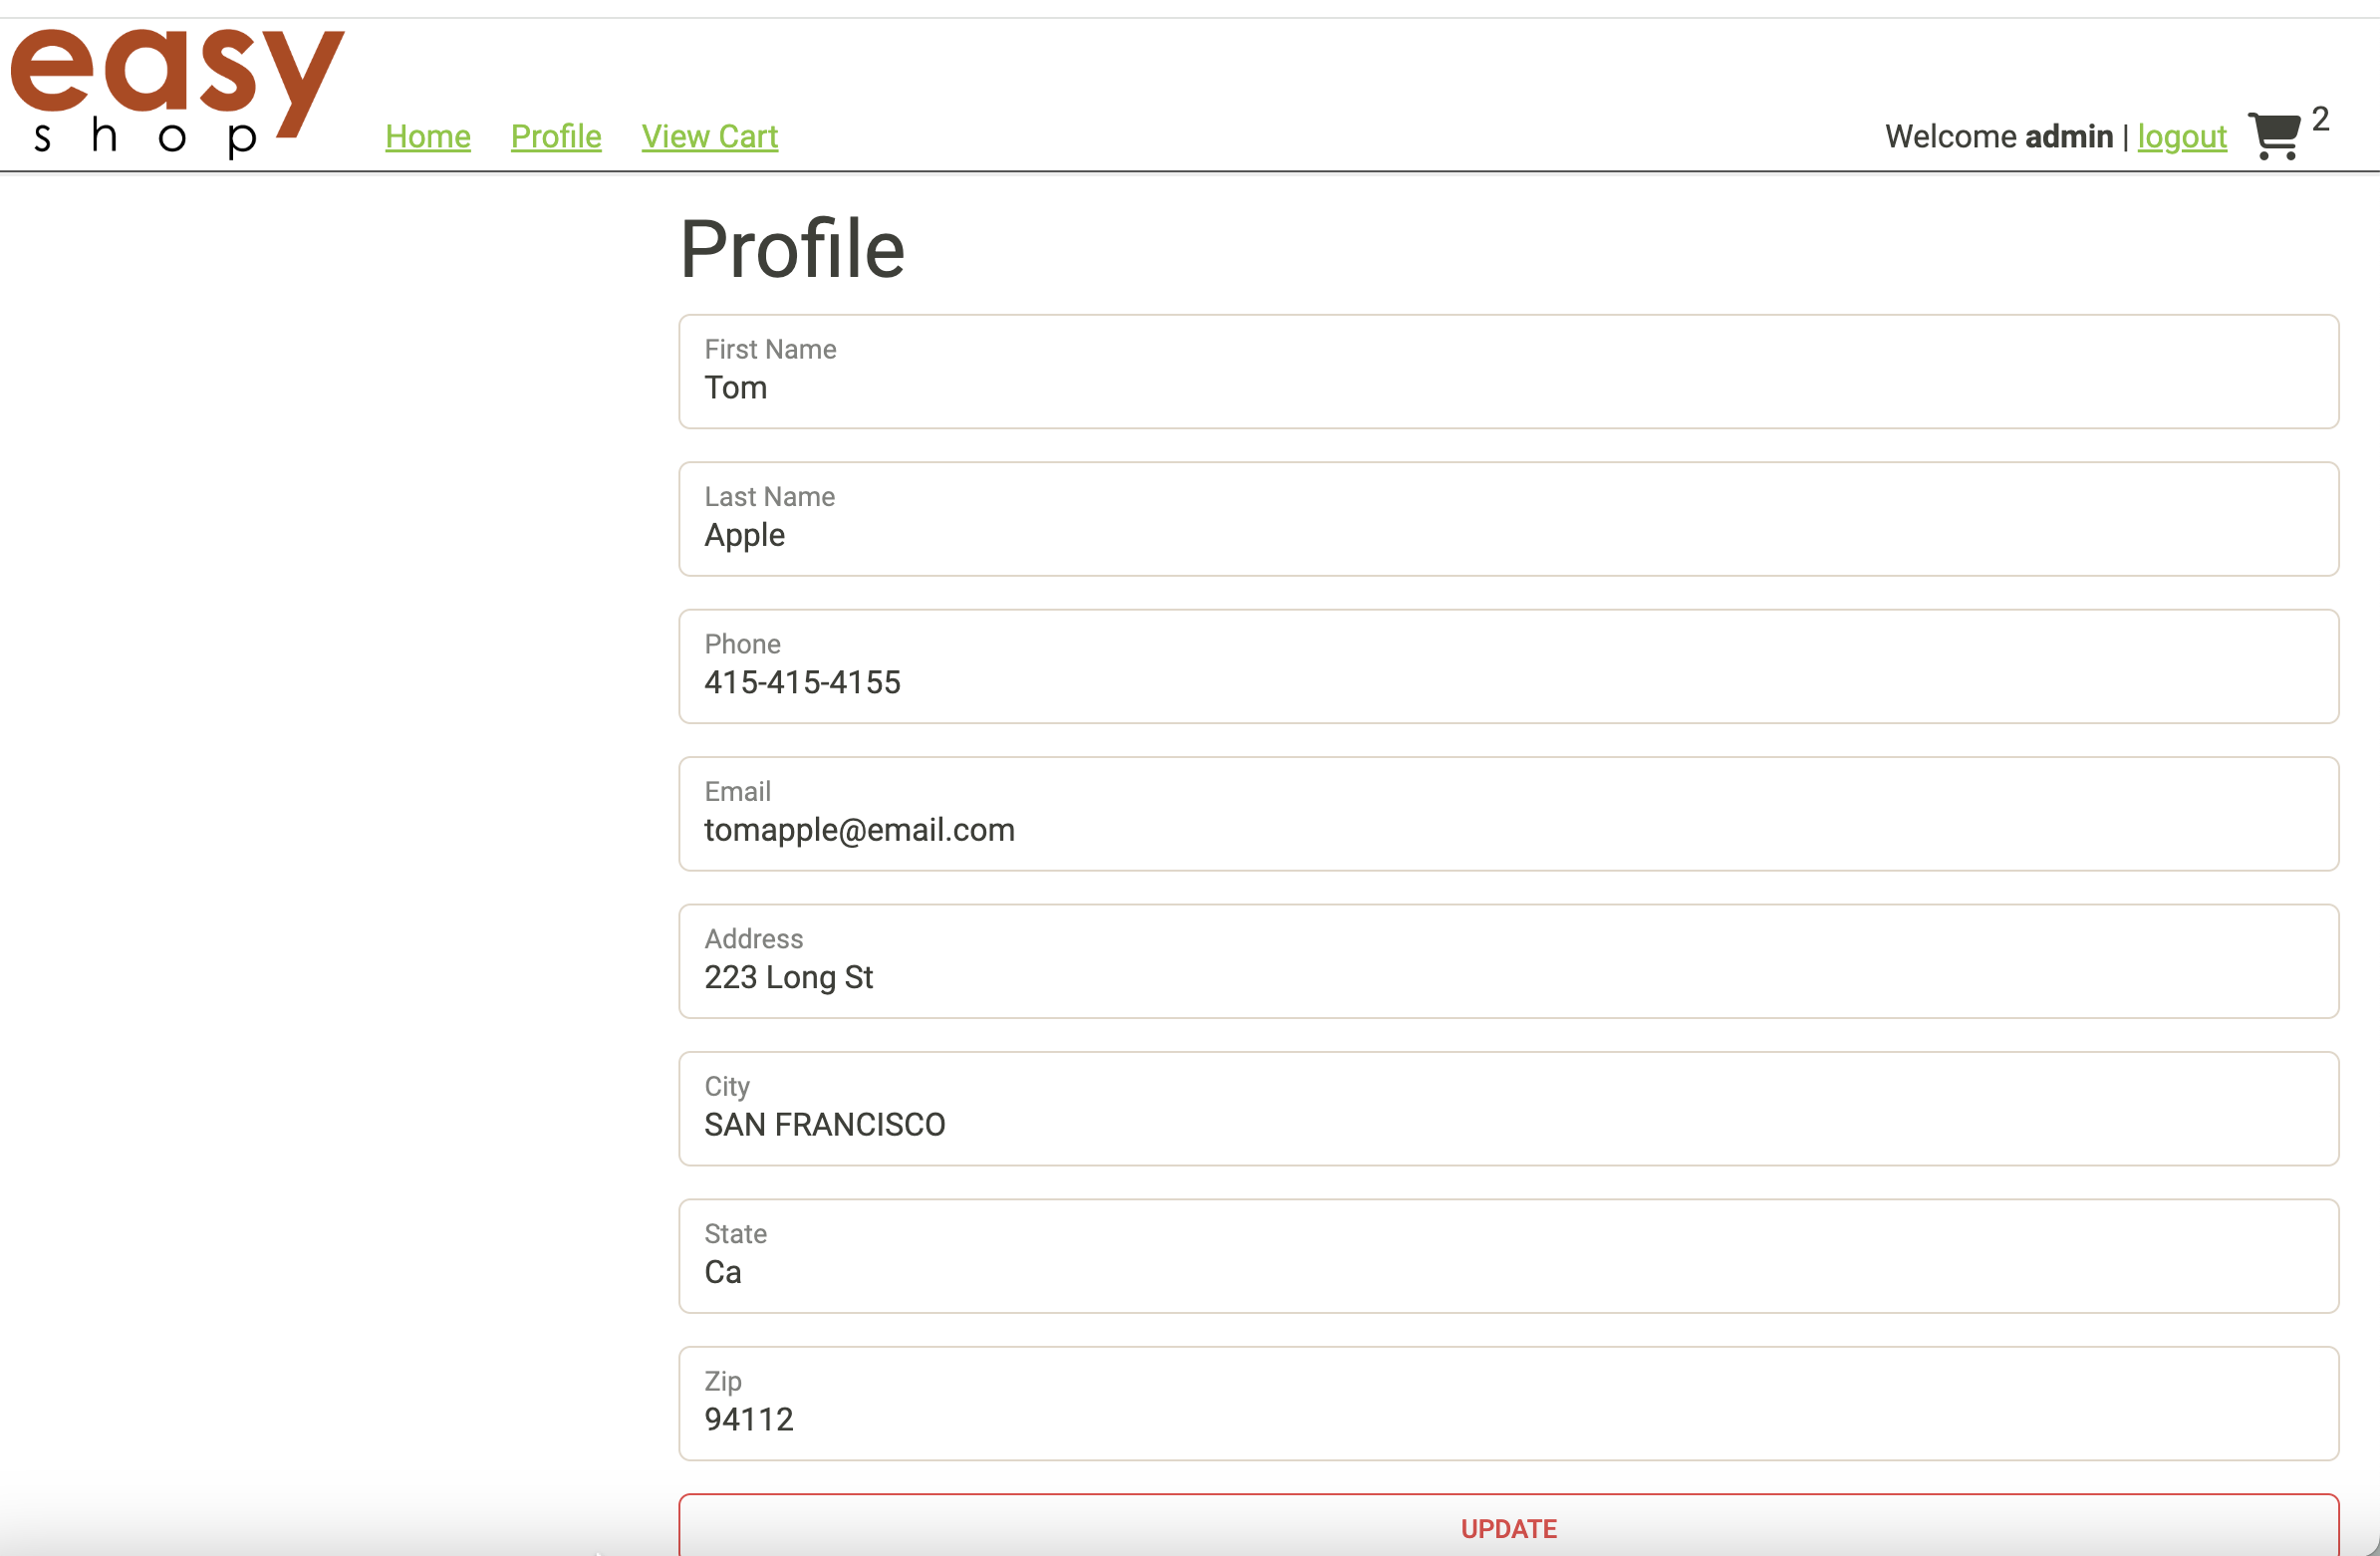 easy
shop
Home Profile View Cart Welcome admin | logout 2
Profile
First Name
Tom
Last Name
Apple
Phone
415-415-4155
Email
tomapple@email.com
Address
223 Long St
City
SAN FRANCISCO
State
Ca
Zip
94112
UPDATE